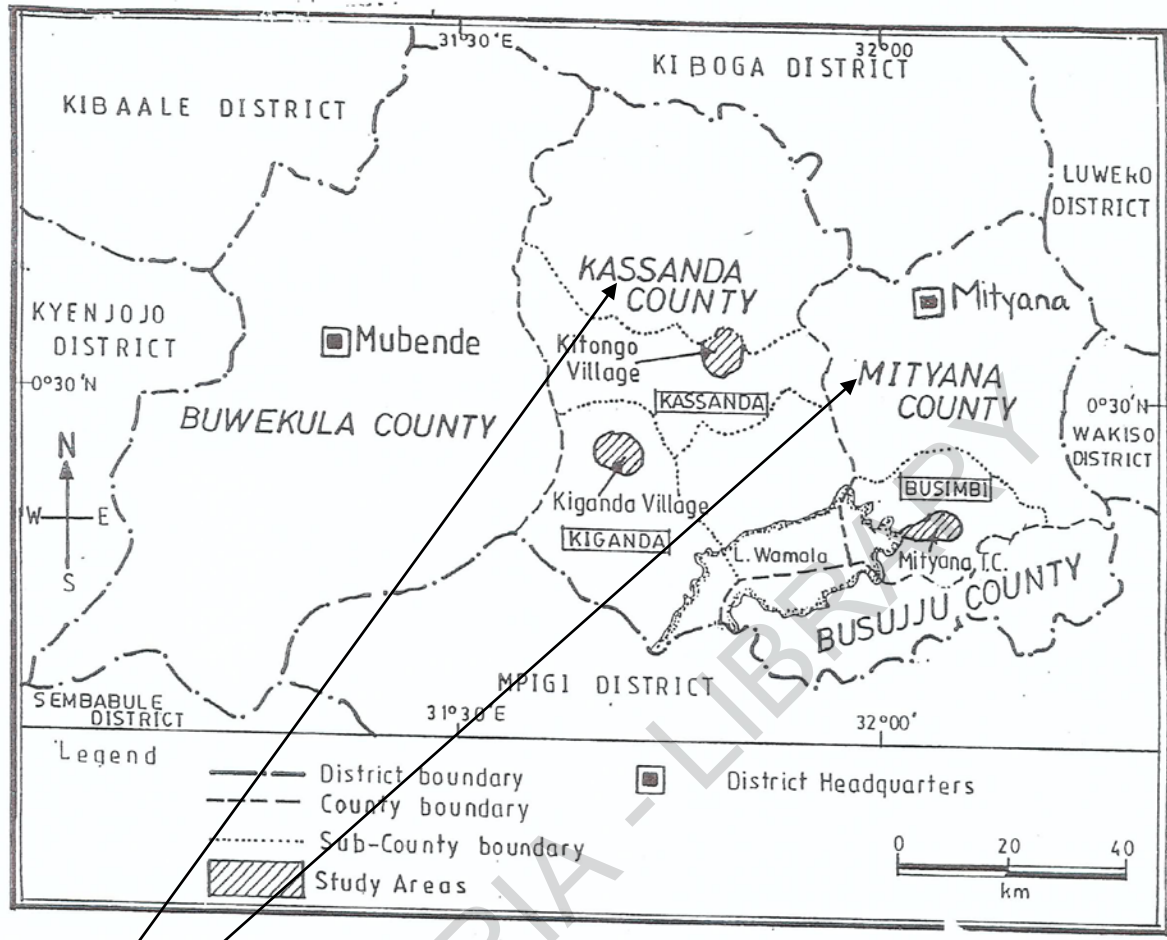 31°30'E
32°00
KIBOGA DISTRICT
KIBAALE DISTRICT
LUWERO
DISTRICT
KASSANDA
COUNTY
Mityana
KYENJOJO
DISTRICT
Mubende
Kitongo
Village
0°30'N
MITYANA
COUNTY
KASSANDA
0°30'N
BUWEKULA COUNTY
WAKISO
DISTRICT
N
W
E
S
BUSIMBI
Kiganda Village
KIGANDA
L. Wamala
Mityana T.C.
BUSUJJU COUNTY
MPIGI DISTRICT
SEMBABULE
DISTRICT
31°30'E
32°00'
Legend
District boundary
County boundary
Sub-County boundary
Study Areas
District Headquarters
0 20 40
km
RIA - LIBRARY